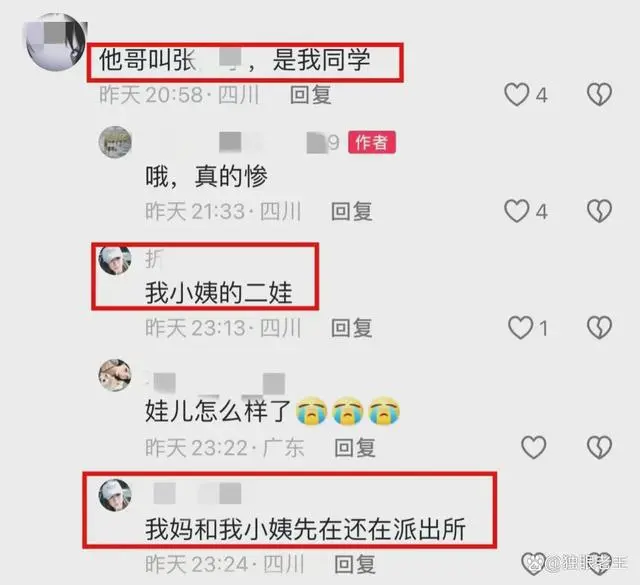 他哥叫张 ，是我同学
昨天 20:58·四川 回复 4
9 作者
哦，真的惨
昨天 21:33·四川 回复 4
折
我小姨的二娃
昨天 23:13·四川 回复 1
娃儿怎么样了😭😭😭
昨天 23:22·广东 回复
我妈和我小姨先在还在派出所
昨天 23:24·四川 回复
@独眼老王